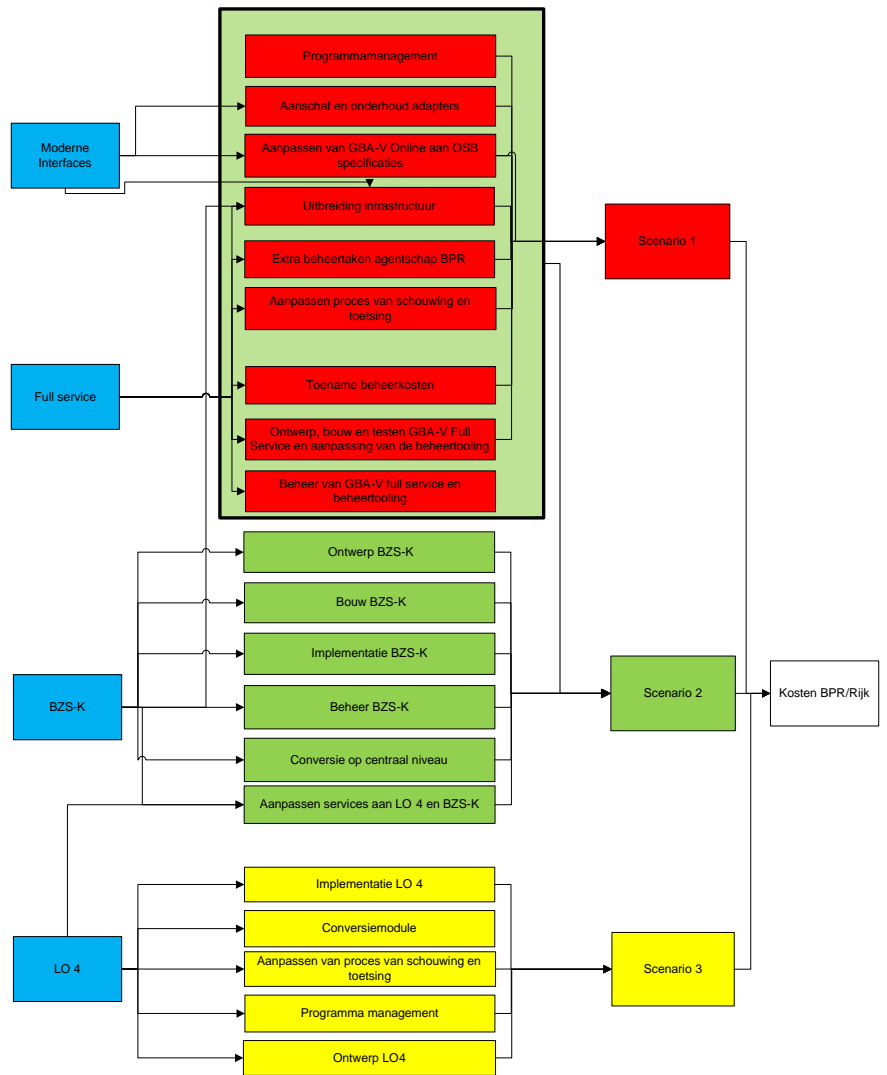 Programmamanagement
Aanschaf en onderhoud adapters
Moderne
Interfaces
Aanpassen van GBA-V Online aan OSB
specificaties
Uitbreiding infrastructuur
Scenario 1
Extra beheertaken agentschap BPR
Aanpassen proces van schouwing en
toetsing
Full service
Toename beheerkosten
Ontwerp, bouw en testen GBA-V Full
Service en aanpassing van de beheertooling
Beheer van GBA-V full service en
beheertooling
Ontwerp BZS-K
Bouw BZS-K
Implementatie BZS-K
BZS-K
Beheer BZS-K
Scenario 2
Kosten BPR/Rijk
Conversie op centraal niveau
Aanpassen services aan LO 4 en BZS-K
Implementatie LO 4
Conversiemodule
LO 4
Aanpassen van proces van schouwing en
toetsing
Scenario 3
Programma management
Ontwerp LO4